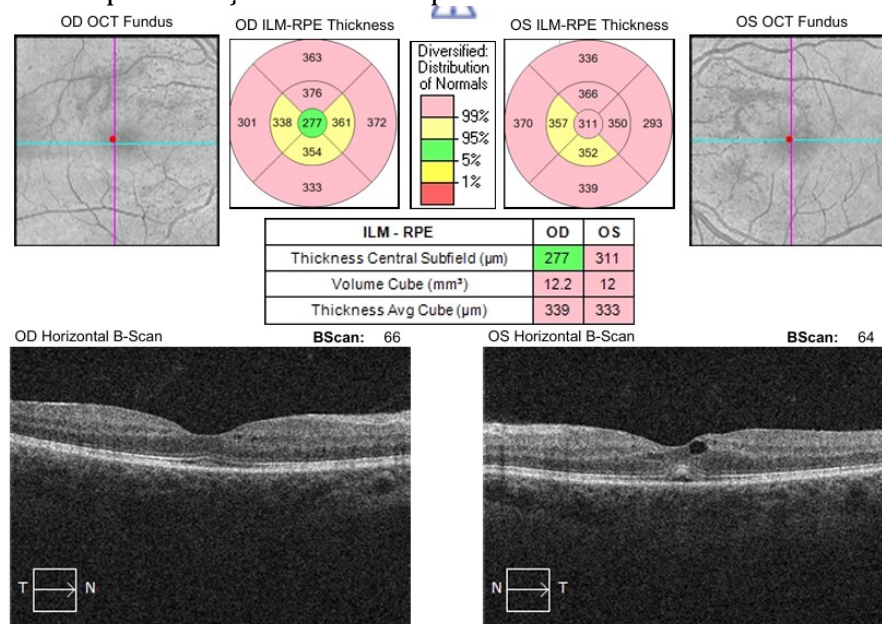 OD OCT Fundus
OD ILM-RPE Thickness
OS ILM-RPE Thickness
OS OCT Fundus
363
376
301 338 277 361 372
354
333
Diversified:
Distribution
of Normals
99%
95%
5%
1%
336
366
370 357 311 350 293
352
339
ILM - RPE OD OS
Thickness Central Subfield (µm) 277 311
Volume Cube (mm³) 12.2 12
Thickness Avg Cube (µm) 339 333
OD Horizontal B-Scan BScan: 66
OS Horizontal B-Scan BScan: 64
T N
N T